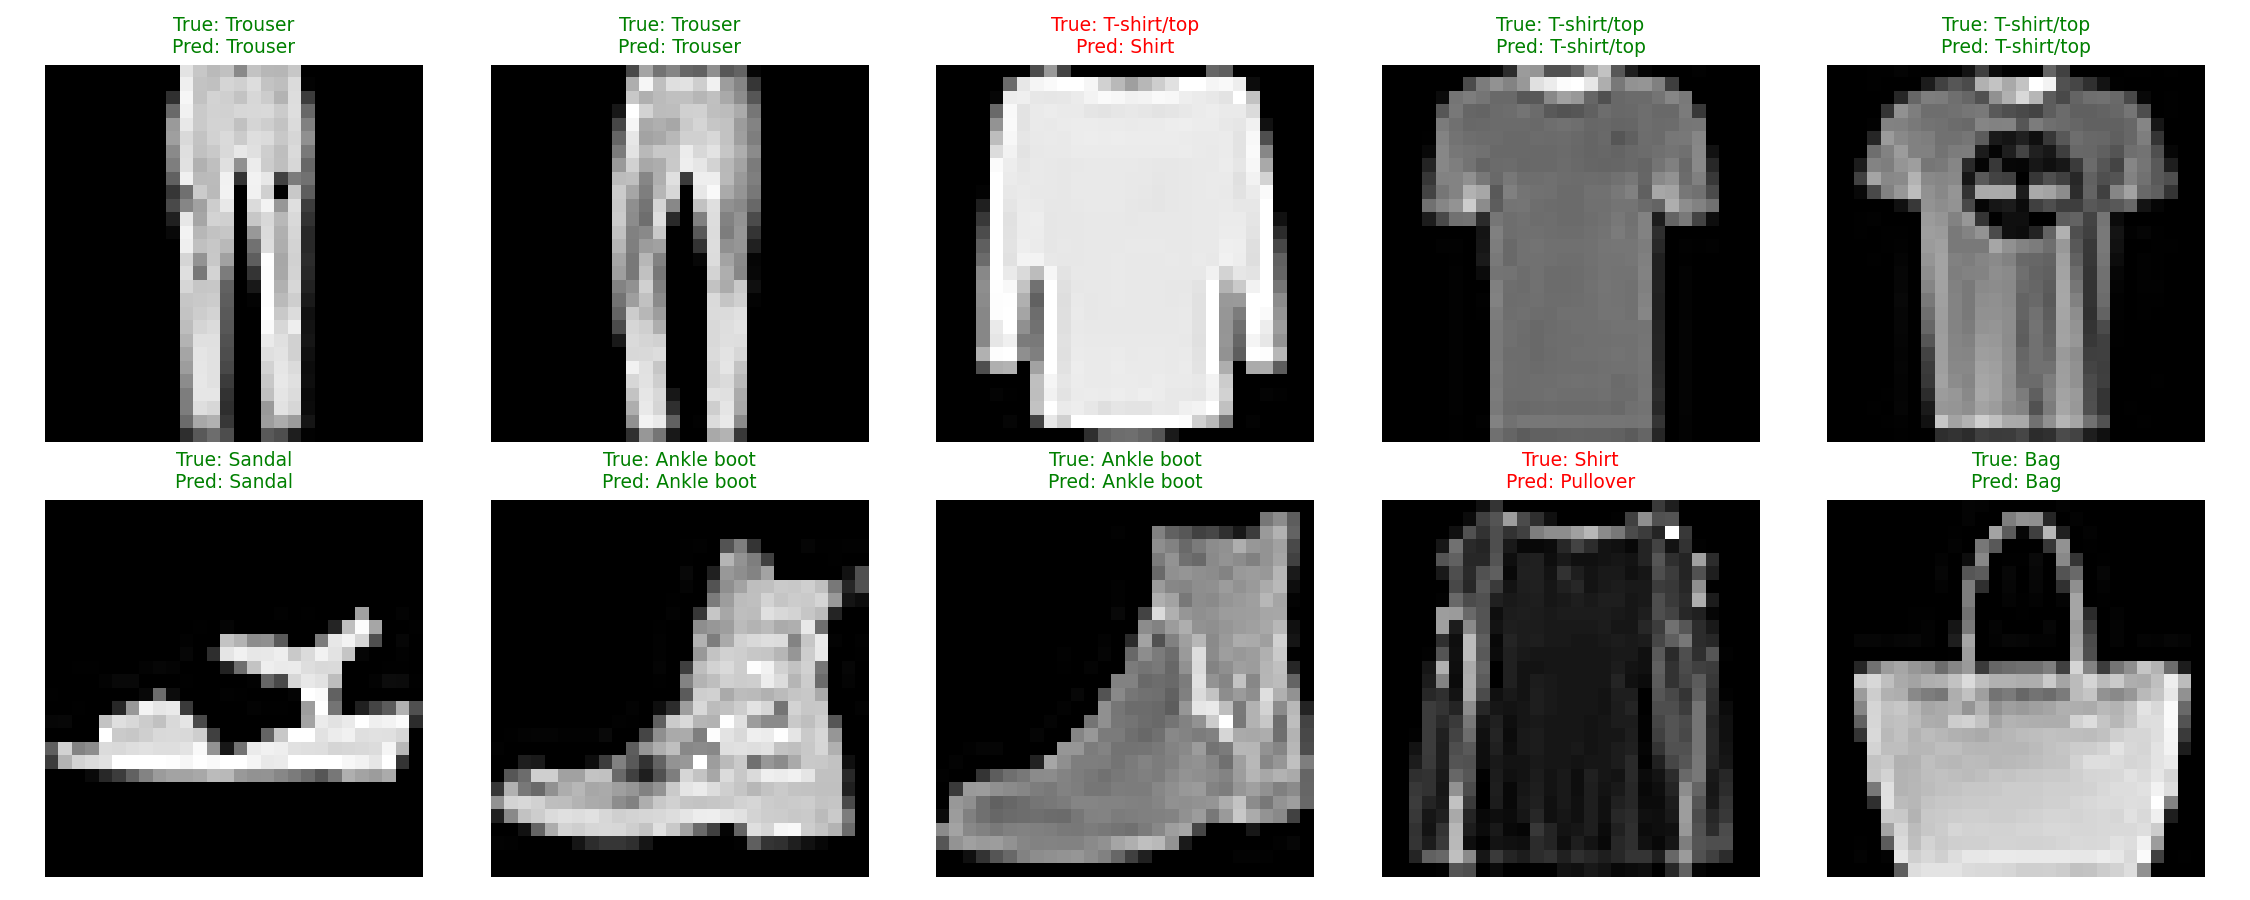 True: Trouser
Pred: Trouser
True: Trouser
Pred: Trouser
True: T-shirt/top
Pred: Shirt
True: T-shirt/top
Pred: T-shirt/top
True: T-shirt/top
Pred: T-shirt/top
True: Sandal
Pred: Sandal
True: Ankle boot
Pred: Ankle boot
True: Ankle boot
Pred: Ankle boot
True: Shirt
Pred: Pullover
True: Bag
Pred: Bag